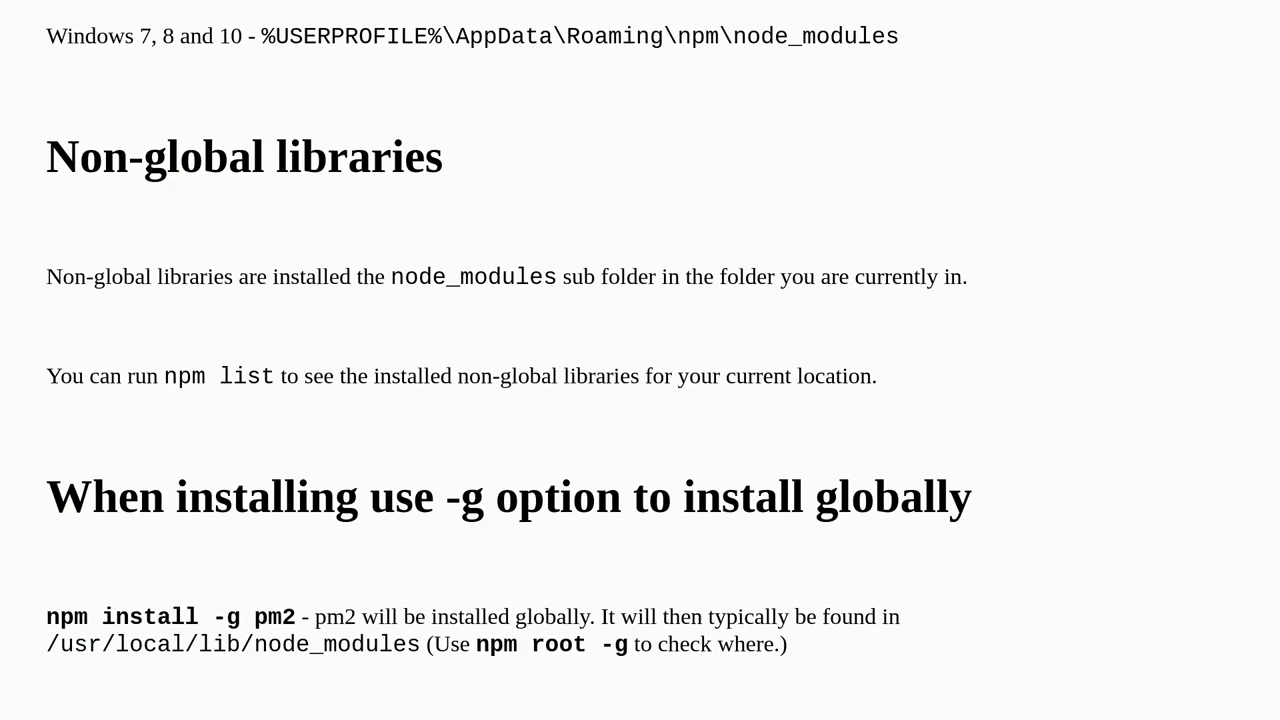 Windows 7, 8 and 10 - %USERPROFILE%\AppData\Roaming\npm\node_modules
Non-global libraries
Non-global libraries are installed the node_modules sub folder in the folder you are currently in.
You can run npm list to see the installed non-global libraries for your current location.
When installing use -g option to install globally
npm install -g pm2 - pm2 will be installed globally. It will then typically be found in
/usr/local/lib/node_modules (Use npm root -g to check where.)